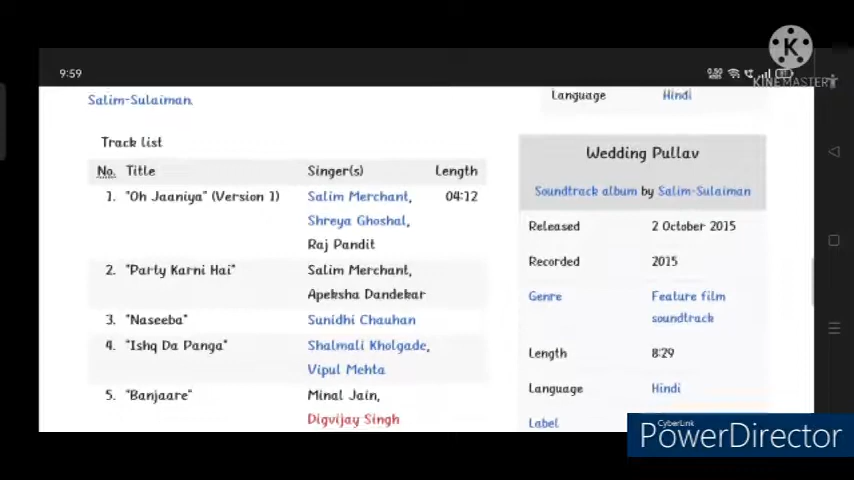 K
KINEMASTER
9:59
Salim-Sulaiman.
Language Hindi
Track list
No. Title Singer(s) Length
1. "Oh Jaaniya" (Version 1) Salim Merchant, 04:12
Shreya Ghoshal,
Raj Pandit
2. "Party Karni Hai" Salim Merchant,
Apeksha Dandekar
3. "Naseeba" Sunidhi Chauhan
4. "Ishq Da Panga" Shalmali Kholgade,
Vipul Mehta
5. "Banjaare" Minal Jain,
Digvijay Singh
Wedding Pullav
Soundtrack album by Salim-Sulaiman
Released 2 October 2015
Recorded 2015
Genre Feature film
soundtrack
Length 8:29
Language Hindi
Label
CyberLink
PowerDirector